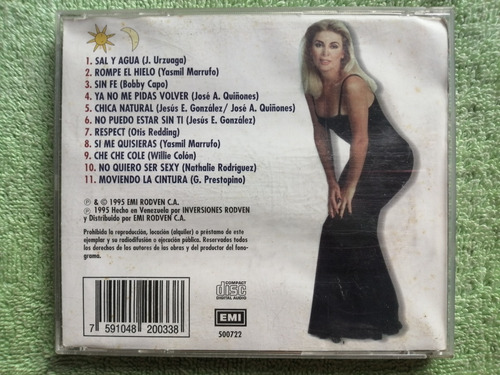 1. SAL Y AGUA (J. Urzuaga)
2. ROMPE EL HIELO (Yasmil Marrufo)
3. SIN FE (Bobby Capo)
4. YA NO ME PIDAS VOLVER (José A. Quiñones)
5. CHICA NATURAL (Jesús E. González/ José A. Quiñones)
6. NO PUEDO ESTAR SIN TI (Jesús E. González)
7. RESPECT (Otis Redding)
8. SI ME QUISIERAS (Yasmil Marrufo)
9. CHE CHE COLE (Willie Colón)
10. NO QUIERO SER SEXY (Nathalie Rodriguez)
11. MOVIENDO LA CINTURA (G. Prestopino)
℗ & © 1995 EMI RODVEN C.A.
℗ 1995 Hecho en Venezuela por INVERSIONES RODVEN
y Distribuido por EMI RODVEN C.A.
Prohibida la reproducción, locación (alquiler) o préstamo de este
ejemplar y su radiodifusión o ejecución pública. Reservados todos
los derechos de los autores de las obras y del productor del fono-
grama.
COMPACT
disc
DIGITAL AUDIO
EMI
500722
7 591048 200338